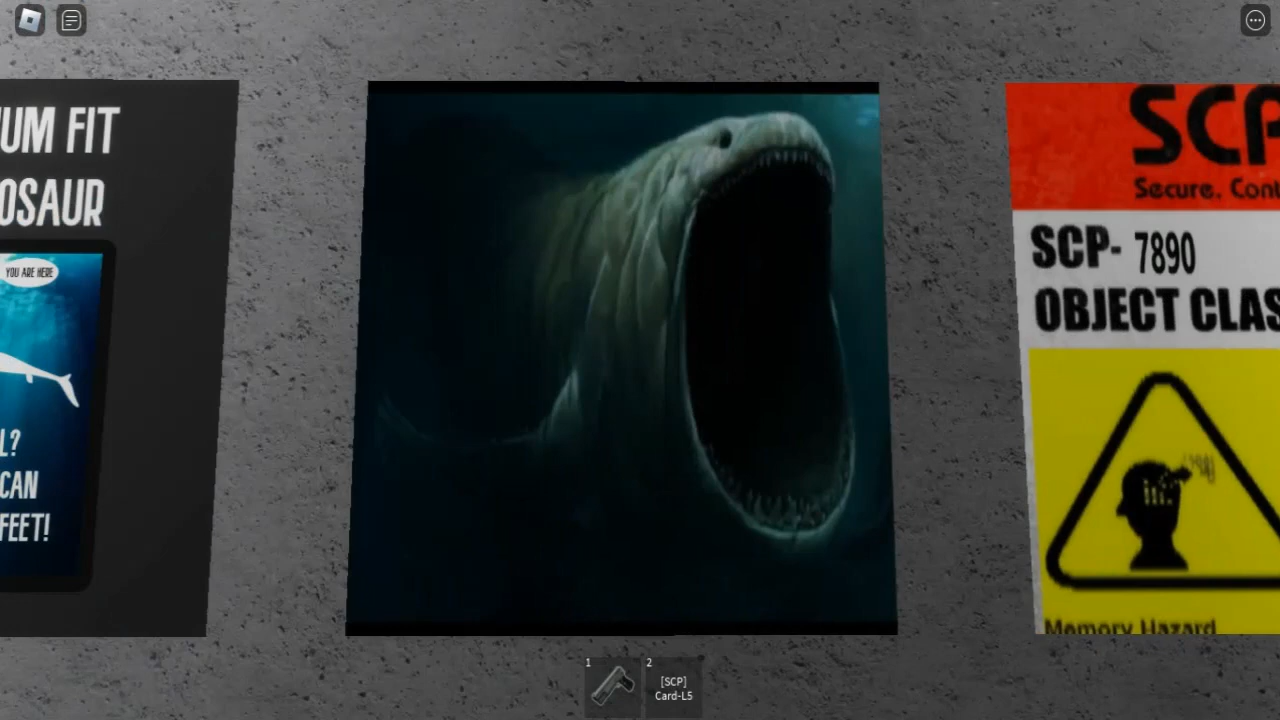 UM FIT
OSAUR
YOU ARE HERE
L?
CAN
FEET!
SCP
Secure. Cont
SCP- 7890
OBJECT CLAS
Memory Hazard
1
2
[SCP]
Card-L5